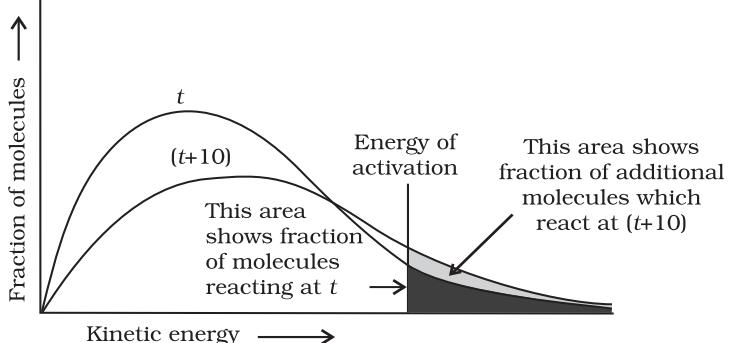 Fraction of molecules
t
(t+10)
Energy of
activation
This area shows
fraction of additional
molecules which
react at (t+10)
This area
shows fraction
of molecules
reacting at t
Kinetic energy